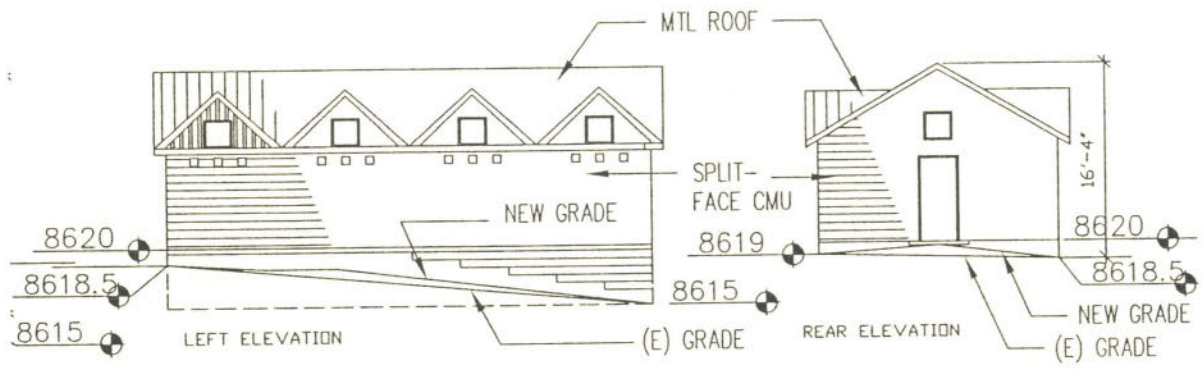 MTL ROOF
SPLIT-
FACE CMU
16'-4"
NEW GRADE
8620
8619
8620
8618.5
8618.5
8615
8615
NEW GRADE
LEFT ELEVATION
(E) GRADE
REAR ELEVATION
(E) GRADE